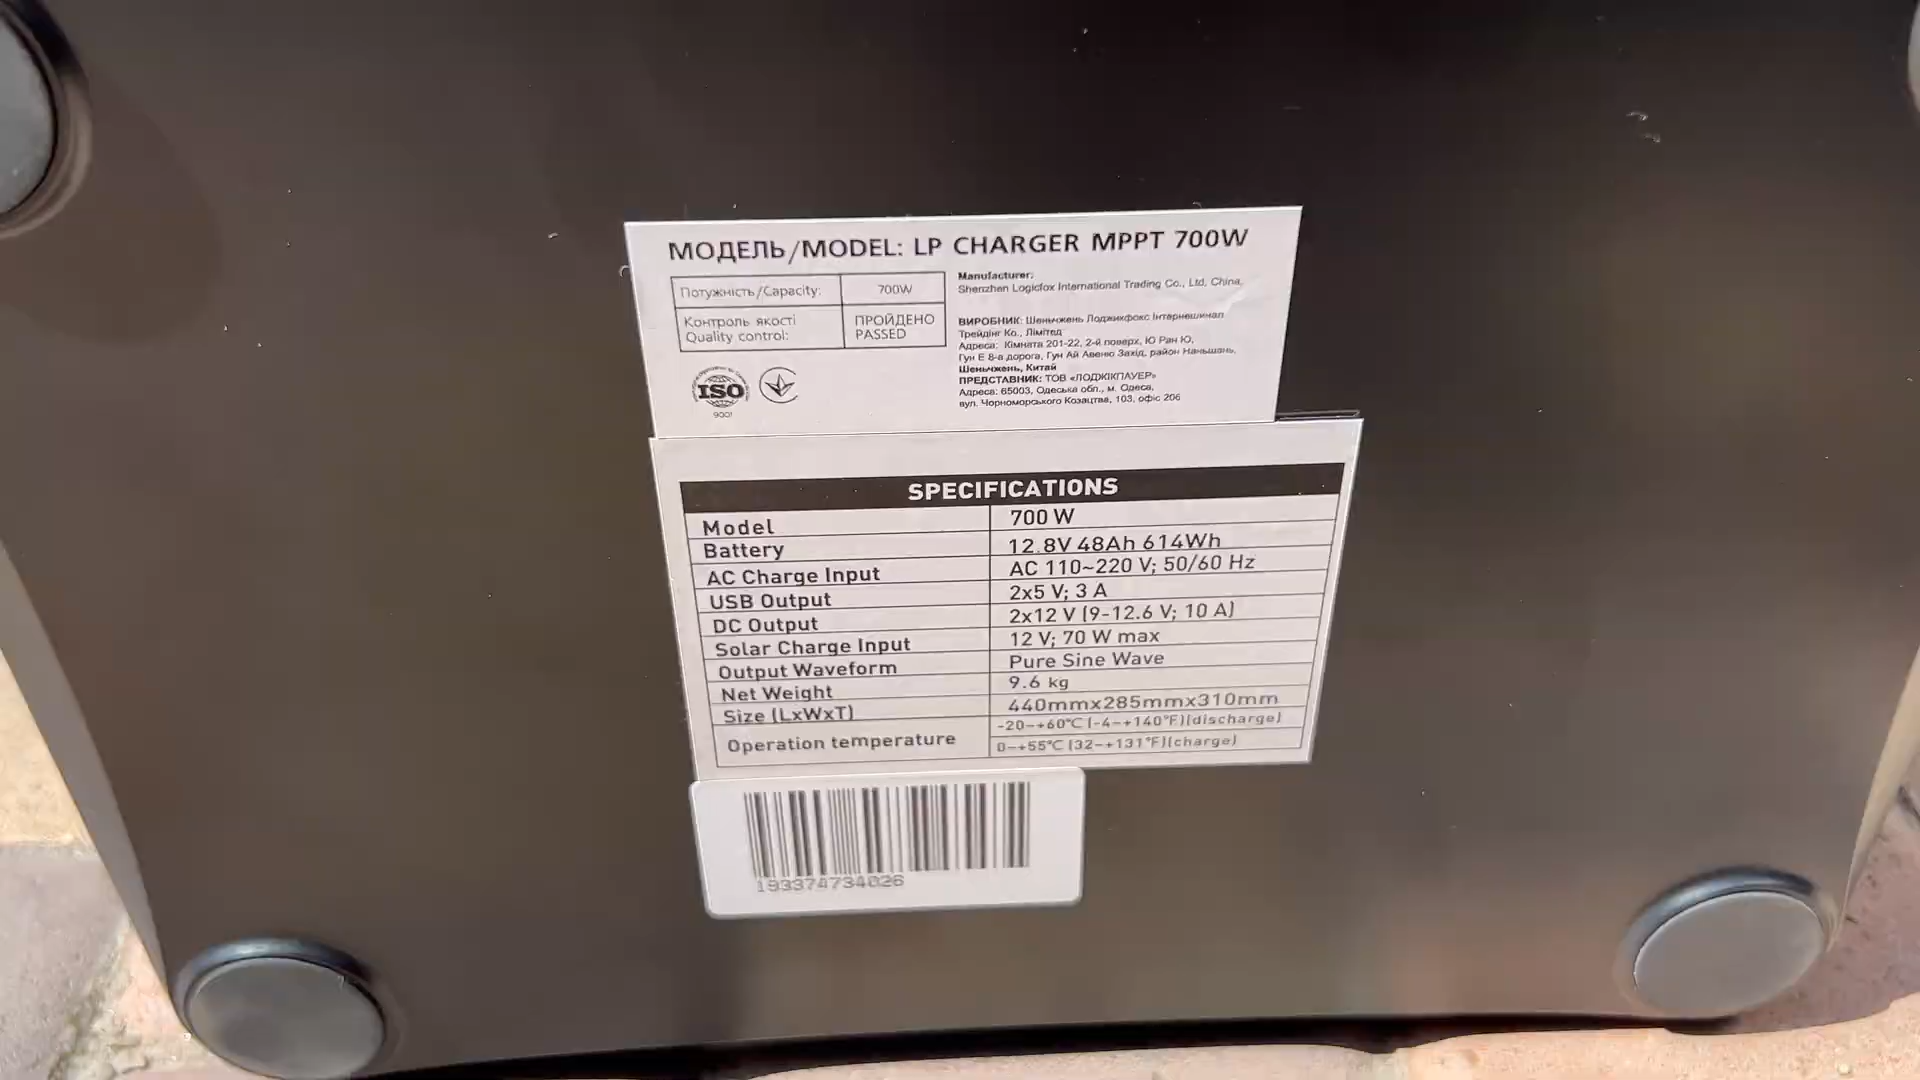 МОДЕЛЬ/MODEL: LP CHARGER MPPT 700W
Потужність/Capacity: 700W
Контроль якості
Quality control:
ПРОЙДЕНО
PASSED
ISO
9001
Manufacturer:
Shenzhen Logicfox International Trading Co., Ltd, China,
ВИРОБНИК: Шеньчжень Лоджикфокс Інтернешинал
Трейдінг Ко., Лімітед
Адреса: Кімната 201-22, 2-й поверх, Ю Ран Ю,
Гун Е 8-а дорога, Гун Ай Авеню Захід, район Наньшань,
Шеньчжень, Китай
ПРЕДСТАВНИК: ТОВ «ЛОДЖІКПАУЕР»
Адреса: 65003, Одеська обл., м. Одеса,
вул. Чорноморського Козацтва, 103, офіс 206
SPECIFICATIONS
Model 700 W
Battery 12.8V 48Ah 614Wh
AC Charge Input AC 110~220 V; 50/60 Hz
USB Output 2x5 V; 3 A
DC Output 2x12 V (9-12.6 V; 10 A)
Solar Charge Input 12 V; 70 W max
Output Waveform Pure Sine Wave
Net Weight 9.6 kg
Size (LxWxT) 440mmx285mmx310mm
Operation temperature -20~+60°C (-4~+140°F)(discharge)
0~+55°C (32~+131°F)(charge)
193374734026